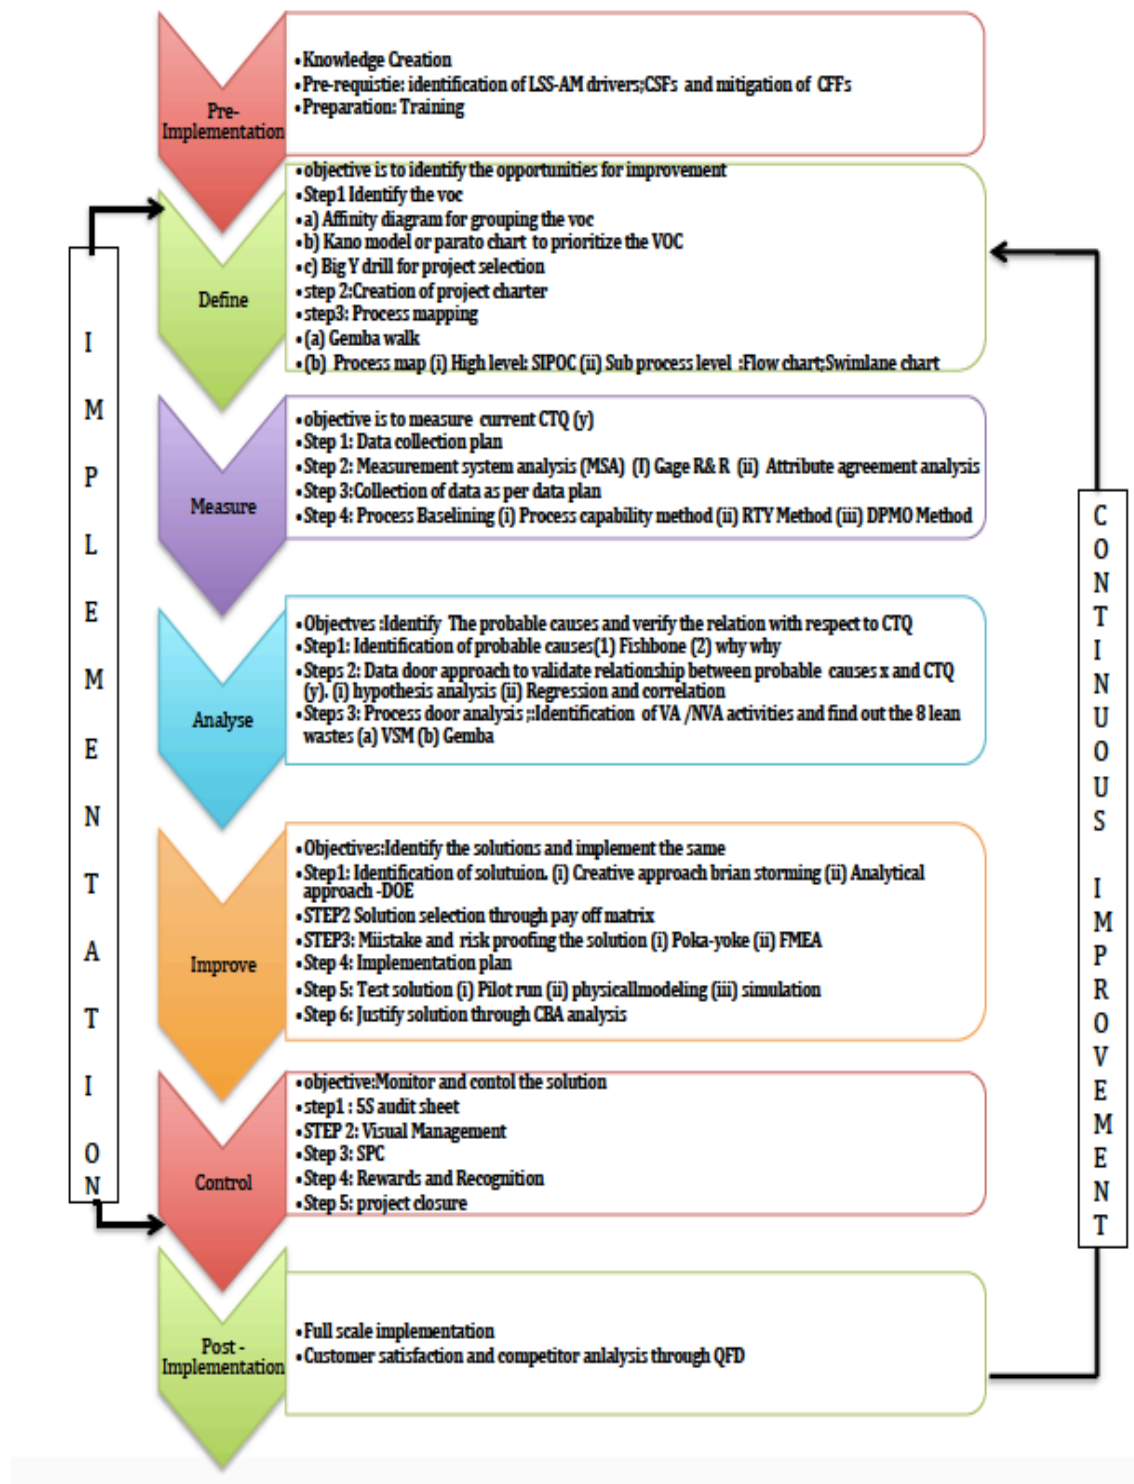 Pre-
Implementation
•Knowledge Creation
•Pre-requistie: identification of LSS-AM drivers;CSFs and mitigation of CFFs
•Preparation: Training
Define
•objective is to identify the opportunities for improvement
•Step1 Identify the voc
•a) Affinity diagram for grouping the voc
•b) Kano model or parato chart to prioritize the VOC
•c) Big Y drill for project selection
•step 2:Creation of project charter
•step3: Process mapping
•(a) Gemba walk
•(b) Process map (i) High level: SIPOC (ii) Sub process level :Flow chart;Swimlane chart
Measure
•objective is to measure current CTQ (y)
•Step 1: Data collection plan
•Step 2: Measurement system analysis (MSA) (I) Gage R& R (ii) Attribute agreement analysis
•Step 3:Collection of data as per data plan
•Step 4: Process Baselining (i) Process capability method (ii) RTY Method (iii) DPMO Method
Analyse
•Objectves :Identify The probable causes and verify the relation with respect to CTQ
•Step1: Identification of probable causes(1) Fishbone (2) why why
•Steps 2: Data door approach to validate relationship between probable causes x and CTQ
(y). (i) hypothesis analysis (ii) Regression and correlation
•Steps 3: Process door analysis ;:Identification of VA /NVA activities and find out the 8 lean
wastes (a) VSM (b) Gemba
Improve
•Objectives:Identify the solutions and implement the same
•Step1: Identification of solutuion. (i) Creative approach brian storming (ii) Analytical
approach -DOE
•STEP2 Solution selection through pay off matrix
•STEP3: Miistake and risk proofing the solution (i) Poka-yoke (ii) FMEA
•Step 4: Implementation plan
•Step 5: Test solution (i) Pilot run (ii) physicallmodeling (iii) simulation
•Step 6: Justify solution through CBA analysis
Control
•objective:Monitor and contol the solution
•step1 : 5S audit sheet
•STEP 2: Visual Management
•Step 3: SPC
•Step 4: Rewards and Recognition
•Step 5: project closure
Post -
Implementation
•Full scale implementation
•Customer satisfaction and competitor anlalysis through QFD
IMPLEMENTATION
CONTINUOUS IMPROVEMENT